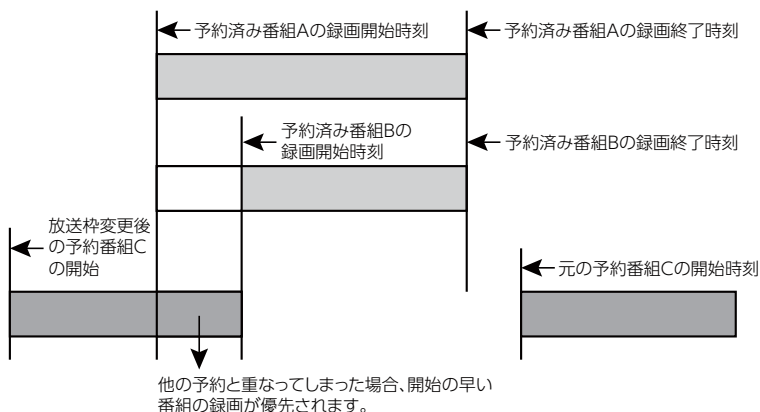 予約済み番組Aの録画開始時刻
予約済み番組Aの録画終了時刻
予約済み番組Bの
録画開始時刻
予約済み番組Bの録画終了時刻
放送枠変更後
の予約番組C
の開始
元の予約番組Cの開始時刻
他の予約と重なってしまった場合、開始の早い
番組の録画が優先されます。